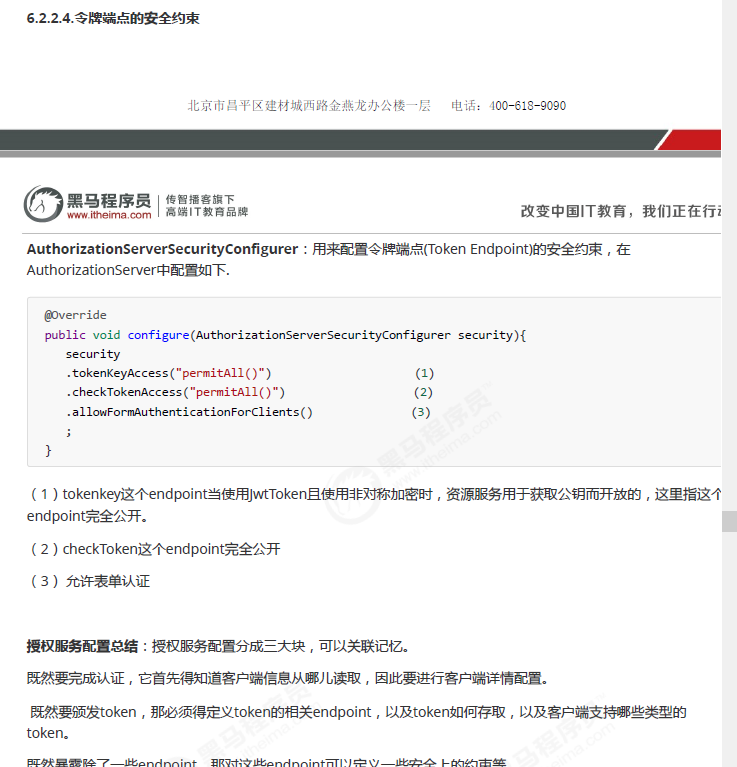 6.2.2.4.令牌端点的安全约束
北京市昌平区建材城西路金燕龙办公楼一层 电话：400-618-9090
黑马程序员
www.itheima.com
传智播客旗下
高端IT教育品牌
改变中国IT教育，我们正在行动
AuthorizationServerSecurityConfigurer：用来配置令牌端点(Token Endpoint)的安全约束，在
AuthorizationServer中配置如下.
@Override
public void configure(AuthorizationServerSecurityConfigurer security){
security
.tokenKeyAccess("permitAll()") (1)
.checkTokenAccess("permitAll()") (2)
.allowFormAuthenticationForClients() (3)
;
}
（1）tokenkey这个endpoint当使用JwtToken且使用非对称加密时，资源服务用于获取公钥而开放的，这里指这个
endpoint完全公开。
（2）checkToken这个endpoint完全公开
（3）允许表单认证
授权服务配置总结：授权服务配置分成三大块，可以关联记忆。
既然要完成认证，它首先得知道客户端信息从哪儿读取，因此要进行客户端详情配置。
既然要颁发token，那必须得定义token的相关endpoint，以及token如何存取，以及客户端支持哪些类型的
token。
既然暴露除了一些endpoint，那对这些endpoint可以定义一些安全上的约束等。